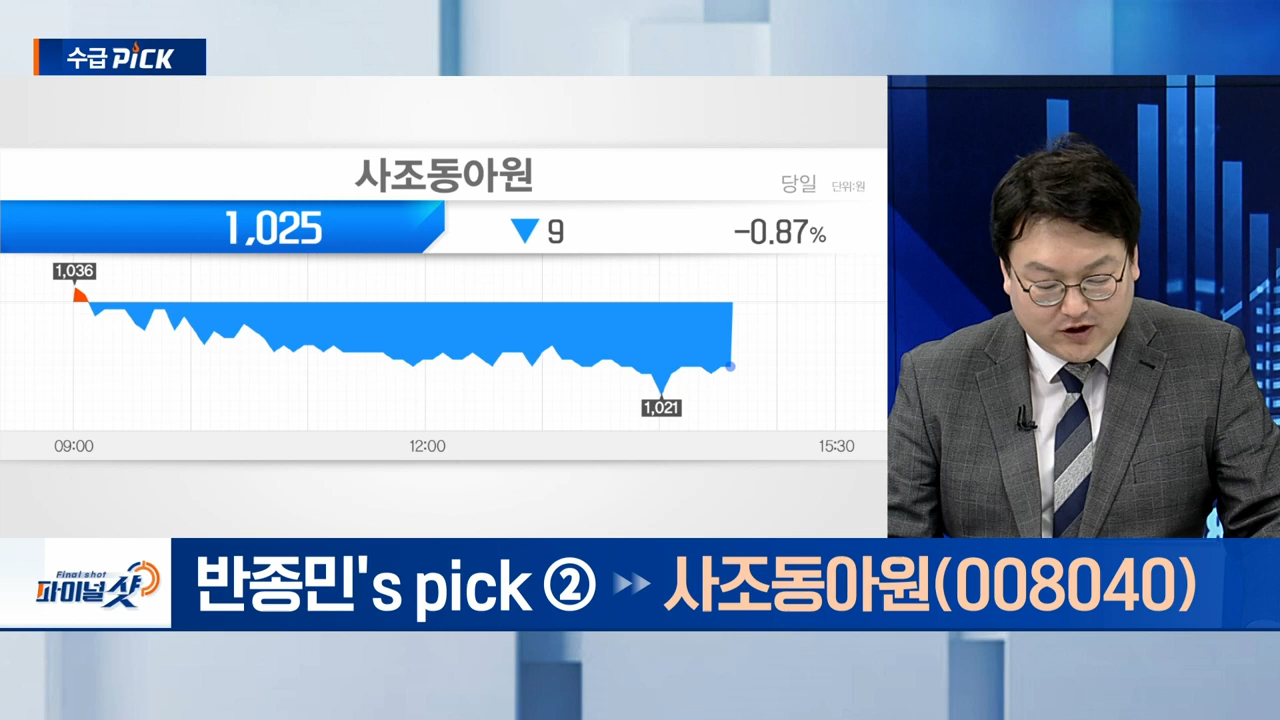 수급 PiCK
사조동아원
당일 단위:원
1,025 ▼ 9 -0.87%
1,036
1,021
09:00 12:00 15:30
Final shot
파이널샷
반종민's pick ② 사조동아원(008040)